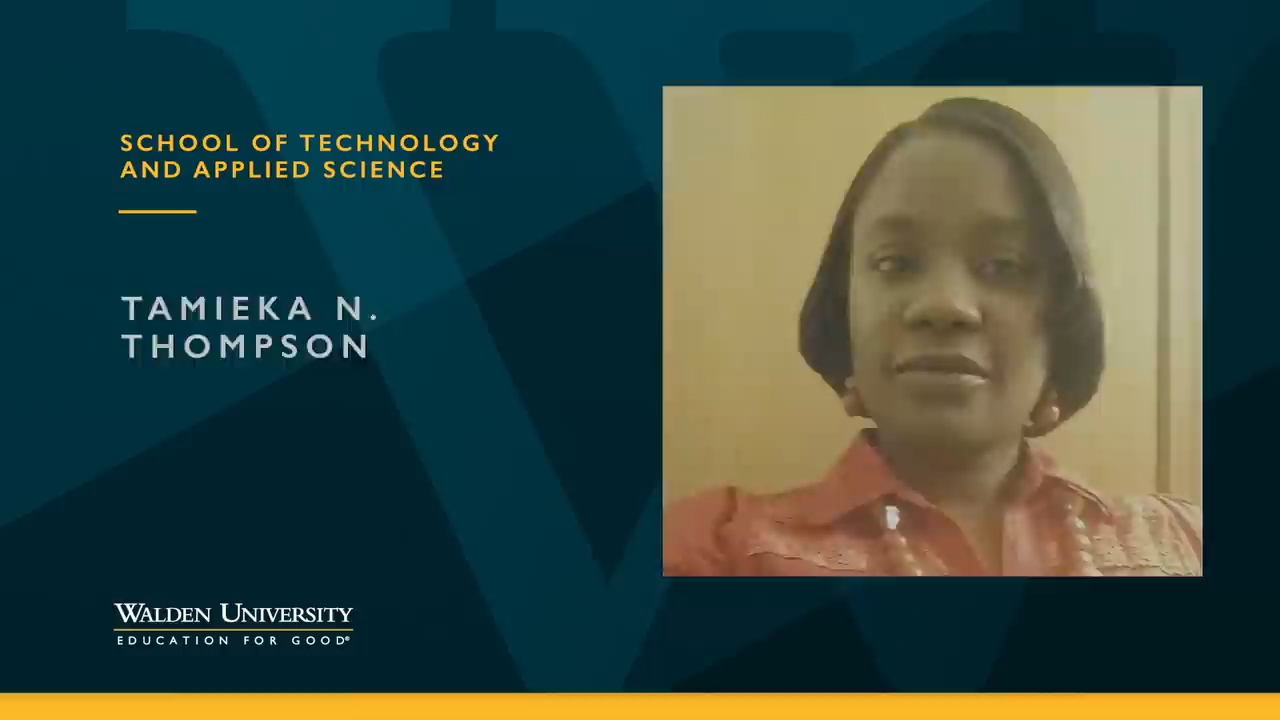 SCHOOL OF TECHNOLOGY
AND APPLIED SCIENCE
TAMIEKA N.
THOMPSON
WALDEN UNIVERSITY
EDUCATION FOR GOOD®